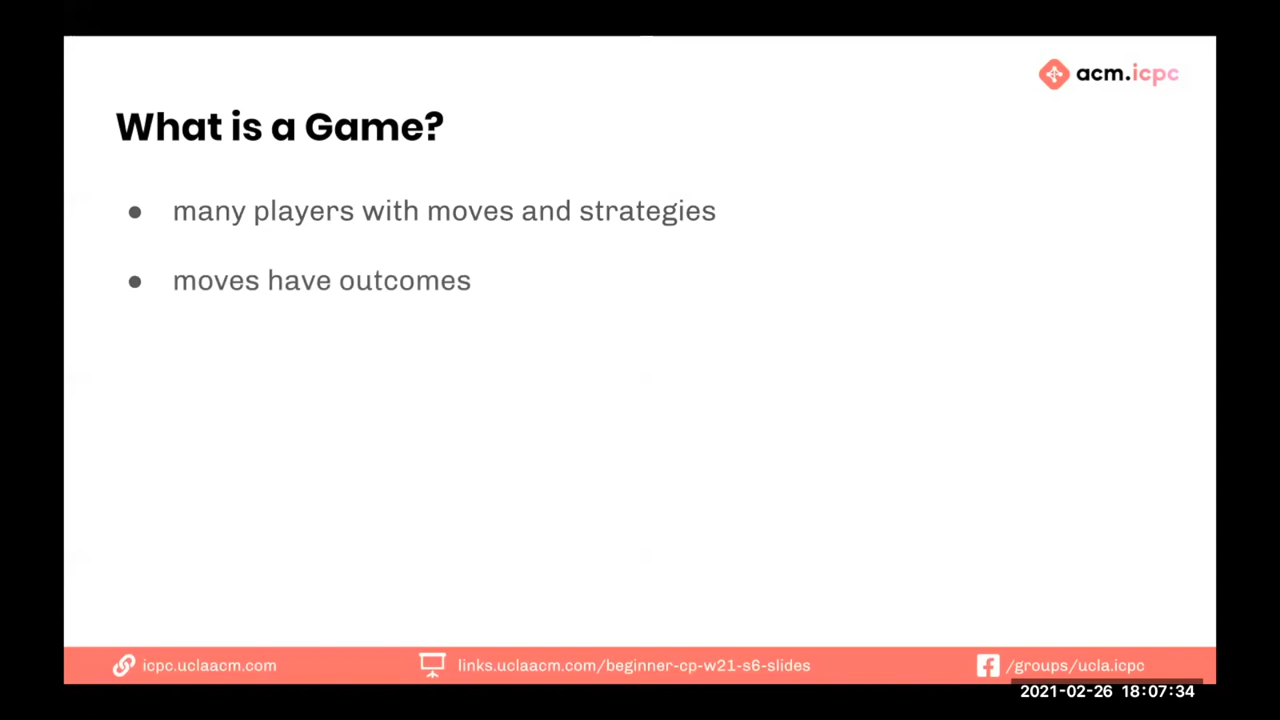 acm.icpc
What is a Game?
● many players with moves and strategies
● moves have outcomes
icpc.uclaacm.com
links.uclaacm.com/beginner-cp-w21-s6-slides
/groups/ucla.icpc
2021-02-26 18:07:34